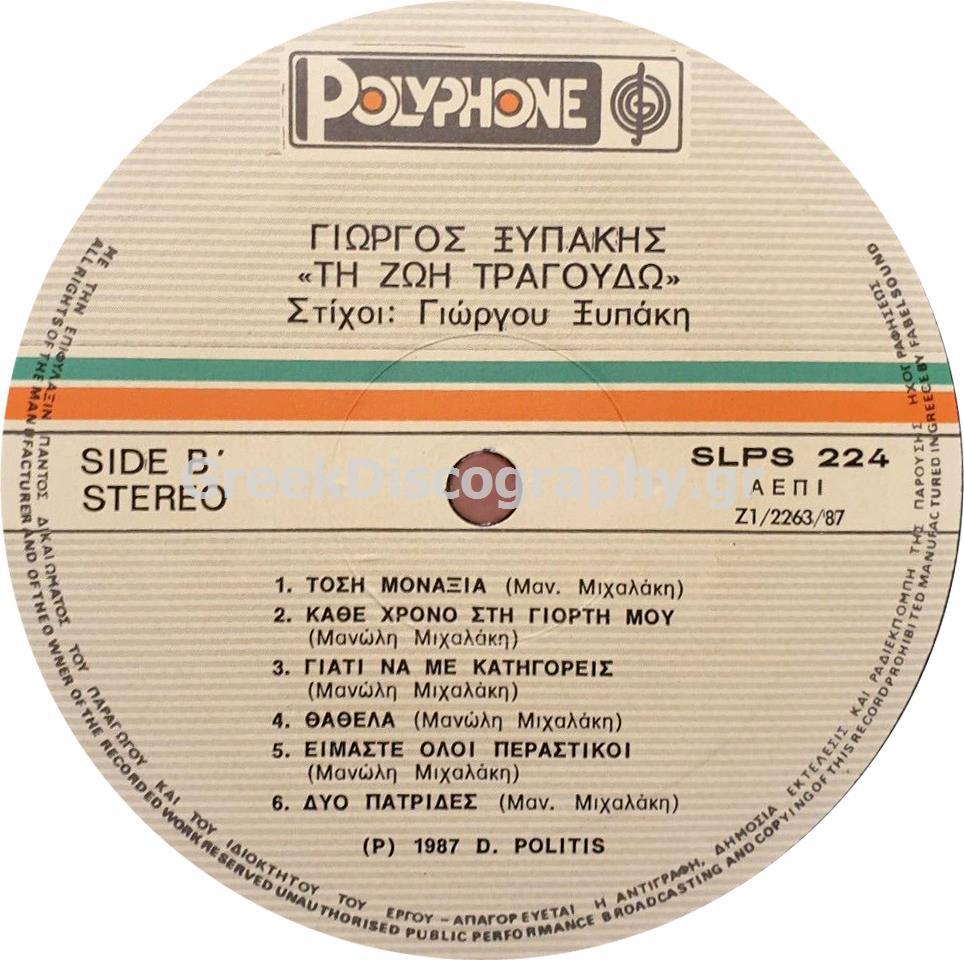 POLYPHONE
ΓΙΩΡΓΟΣ ΞΥΠΑΚΗΣ
«ΤΗ ΖΩΗ ΤΡΑΓΟΥΔΩ»
Στίχοι: Γιώργου Ξυπάκη
SIDE B΄
STEREO
SLPS 224
ΑΕΠΙ
Z1/2263/'87
GreekDiscography.gr
1. ΤΟΣΗ ΜΟΝΑΞΙΑ (Μαν. Μιχαλάκη)
2. ΚΑΘΕ ΧΡΟΝΟ ΣΤΗ ΓΙΟΡΤΗ ΜΟΥ
(Μανώλη Μιχαλάκη)
3. ΓΙΑΤΙ ΝΑ ΜΕ ΚΑΤΗΓΟΡΕΙΣ
(Μανώλη Μιχαλάκη)
4. ΘΑΘΕΛΑ (Μανώλη Μιχαλάκη)
5. ΕΙΜΑΣΤΕ ΟΛΟΙ ΠΕΡΑΣΤΙΚΟΙ
(Μανώλη Μιχαλάκη)
6. ΔΥΟ ΠΑΤΡΙΔΕΣ (Μαν. Μιχαλάκη)
(P) 1987 D. POLITIS
ΜΕ ΤΗΝ ΕΠΙΦΥΛΑΞΙΝ ΠΑΝΤΟΣ ΔΙΚΑΙΩΜΑΤΟΣ ΤΟΥ ΠΑΡΑΓΩΓΟΥ ΚΑΙ ΤΟΥ ΙΔΙΟΚΤΗΤΟΥ ΤΟΥ ΕΡΓΟΥ – ΑΠΑΓΟΡΕΥΕΤΑΙ Η ΑΝΤΙΓΡΑΦΗ, ΔΗΜΟΣΙΑ ΕΚΤΕΛΕΣΙΣ ΚΑΙ ΡΑΔΙΕΚΠΟΜΠΗ ΤΗΣ ΠΑΡΟΥΣΗΣ ΗΧΟΓΡΑΦΗΣΕΩΣ
ALL RIGHTS OF THE MANUFACTURER AND OF THE OWNER OF THE RECORDED WORK RESERVED UNAUTHORISED PUBLIC PERFORMANCE BROADCASTING AND COPYING OF THIS RECORD PROHIBITED MANUFACTURED IN GREECE BY FABELSOUND